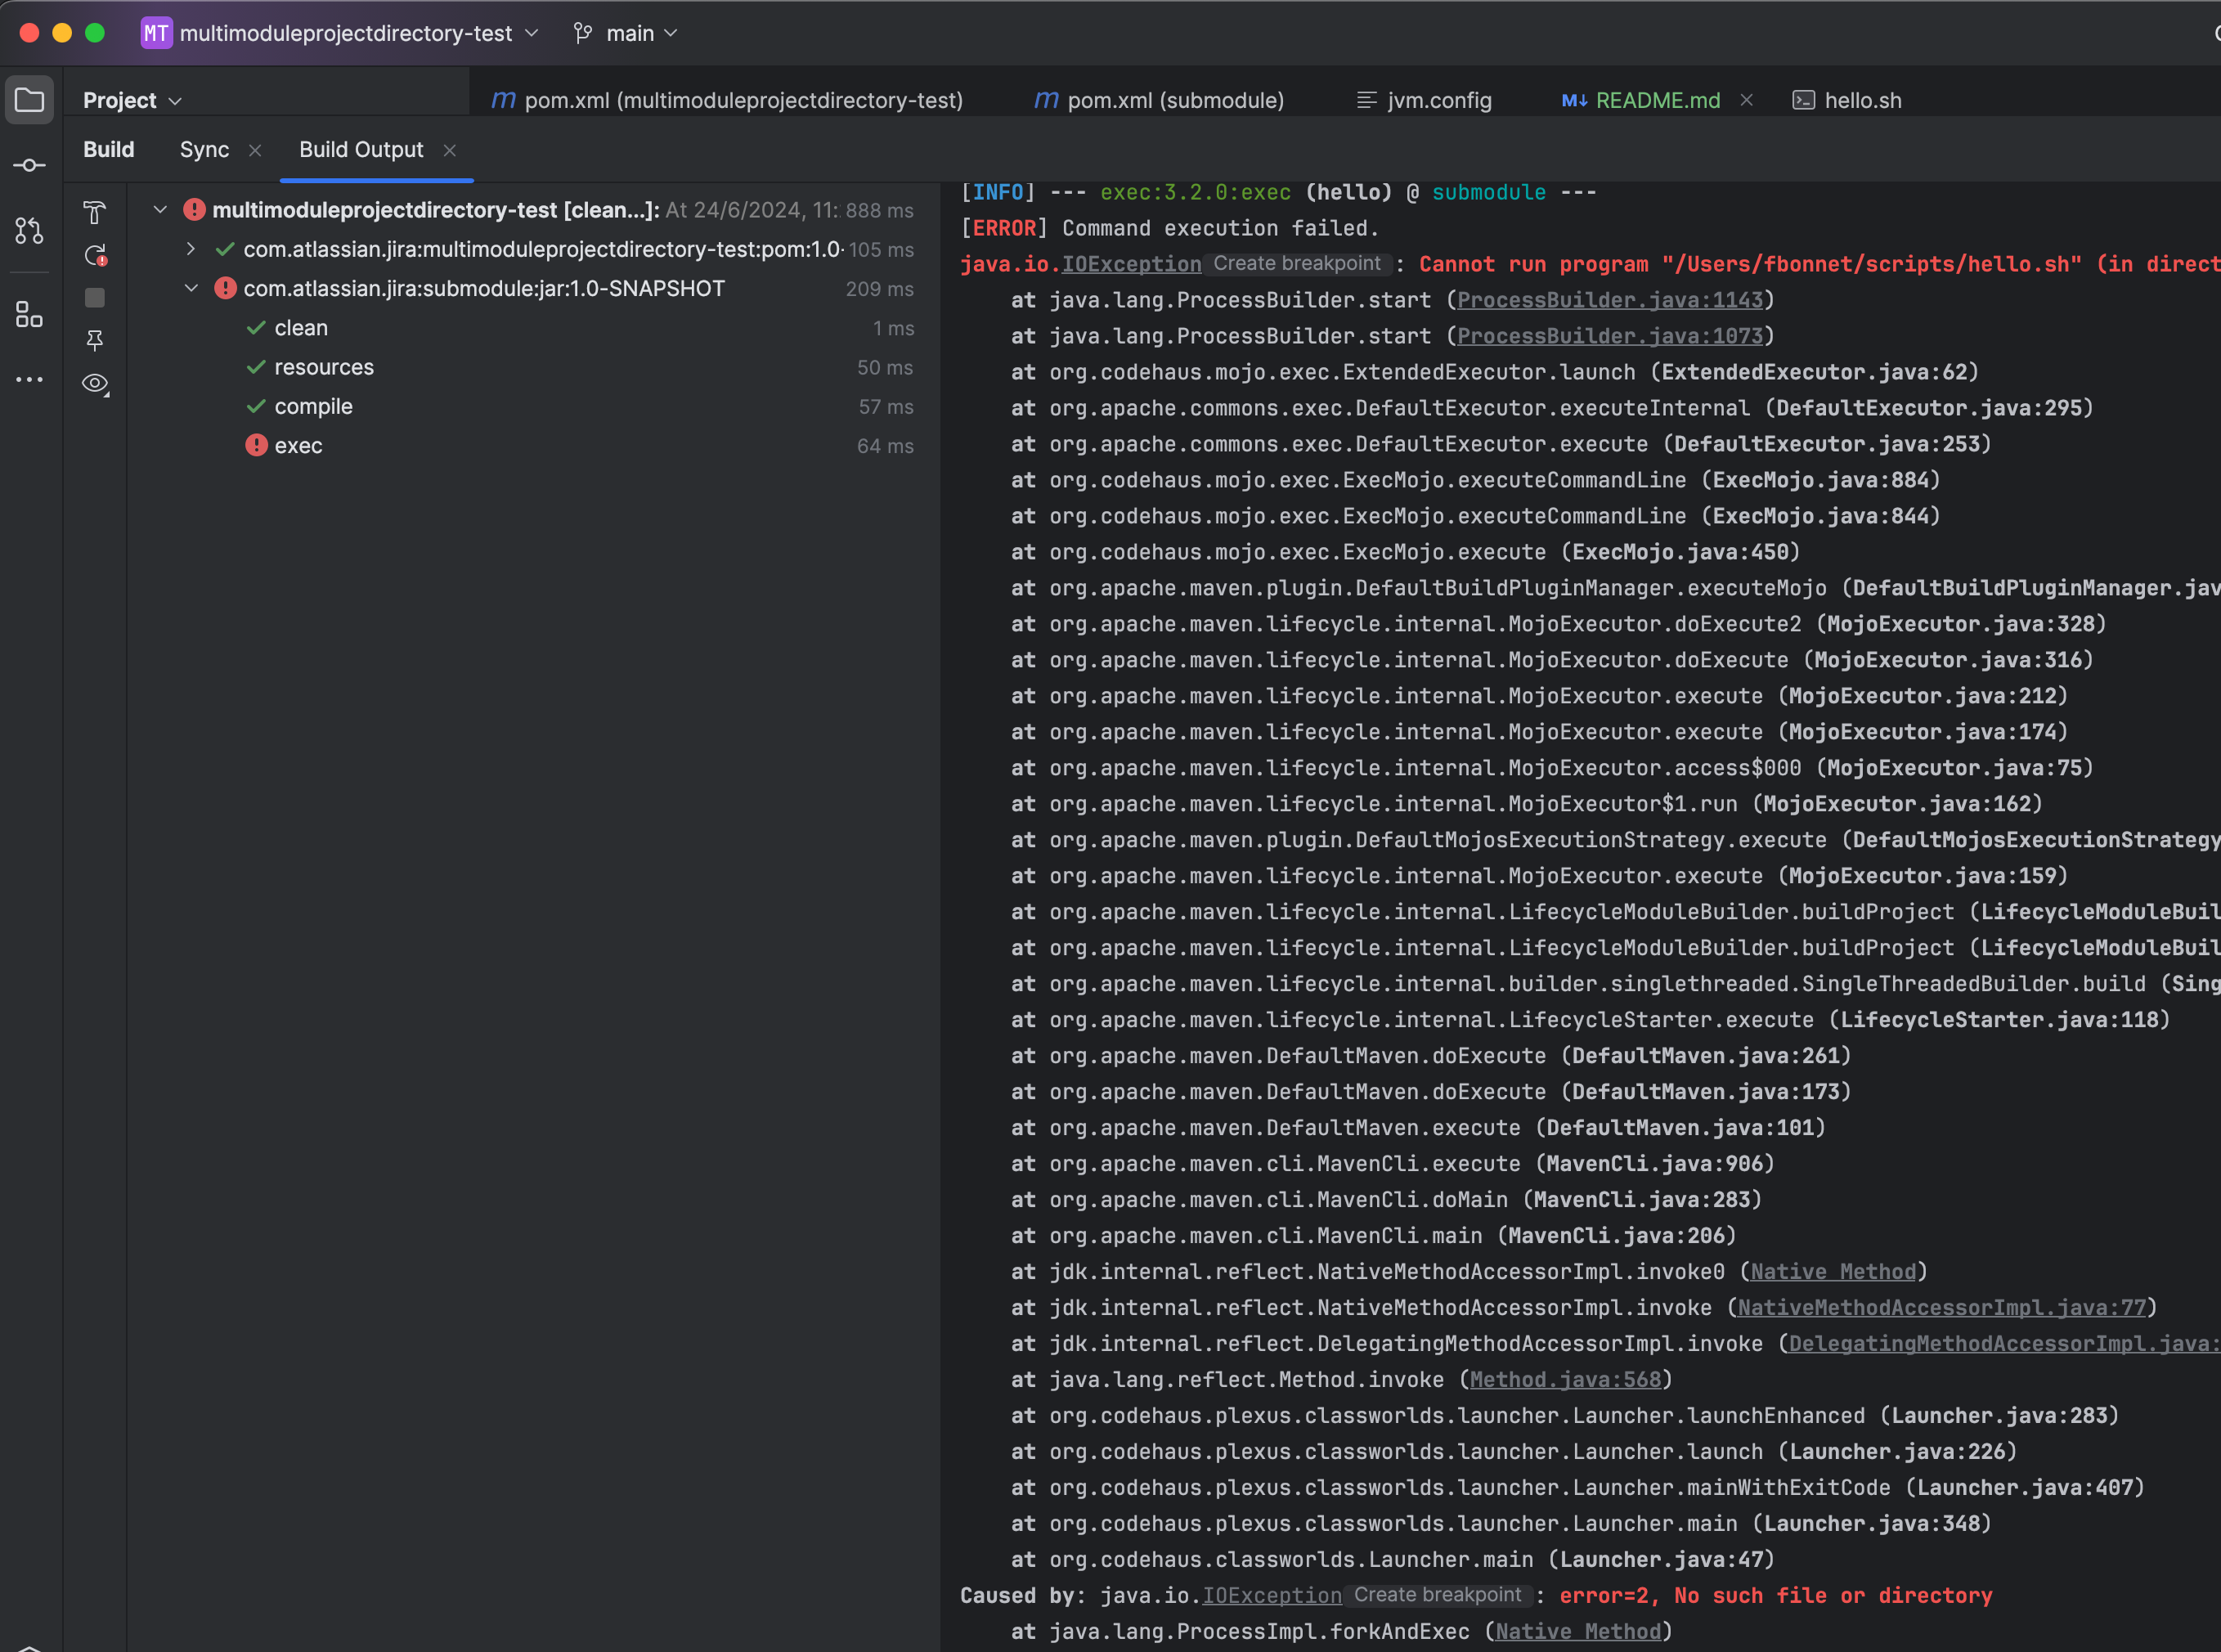 MT multimoduleprojectdirectory-test main
Project pom.xml (multimoduleprojectdirectory-test) pom.xml (submodule) jvm.config README.md hello.sh
Build Sync Build Output
multimoduleprojectdirectory-test [clean...]: At 24/6/2024, 11: 888 ms
com.atlassian.jira:multimoduleprojectdirectory-test:pom:1.0- 105 ms
com.atlassian.jira:submodule:jar:1.0-SNAPSHOT 209 ms
clean 1 ms
resources 50 ms
compile 57 ms
exec 64 ms
[INFO] --- exec:3.2.0:exec (hello) @ submodule ---
[ERROR] Command execution failed.
java.io.IOException Create breakpoint : Cannot run program "/Users/fbonnet/scripts/hello.sh" (in direct
at java.lang.ProcessBuilder.start (ProcessBuilder.java:1143)
at java.lang.ProcessBuilder.start (ProcessBuilder.java:1073)
at org.codehaus.mojo.exec.ExtendedExecutor.launch (ExtendedExecutor.java:62)
at org.apache.commons.exec.DefaultExecutor.executeInternal (DefaultExecutor.java:295)
at org.apache.commons.exec.DefaultExecutor.execute (DefaultExecutor.java:253)
at org.codehaus.mojo.exec.ExecMojo.executeCommandLine (ExecMojo.java:884)
at org.codehaus.mojo.exec.ExecMojo.executeCommandLine (ExecMojo.java:844)
at org.codehaus.mojo.exec.ExecMojo.execute (ExecMojo.java:450)
at org.apache.maven.plugin.DefaultBuildPluginManager.executeMojo (DefaultBuildPluginManager.jav
at org.apache.maven.lifecycle.internal.MojoExecutor.doExecute2 (MojoExecutor.java:328)
at org.apache.maven.lifecycle.internal.MojoExecutor.doExecute (MojoExecutor.java:316)
at org.apache.maven.lifecycle.internal.MojoExecutor.execute (MojoExecutor.java:212)
at org.apache.maven.lifecycle.internal.MojoExecutor.execute (MojoExecutor.java:174)
at org.apache.maven.lifecycle.internal.MojoExecutor.access$000 (MojoExecutor.java:75)
at org.apache.maven.lifecycle.internal.MojoExecutor$1.run (MojoExecutor.java:162)
at org.apache.maven.plugin.DefaultMojosExecutionStrategy.execute (DefaultMojosExecutionStrategy
at org.apache.maven.lifecycle.internal.MojoExecutor.execute (MojoExecutor.java:159)
at org.apache.maven.lifecycle.internal.LifecycleModuleBuilder.buildProject (LifecycleModuleBuil
at org.apache.maven.lifecycle.internal.LifecycleModuleBuilder.buildProject (LifecycleModuleBuil
at org.apache.maven.lifecycle.internal.builder.singlethreaded.SingleThreadedBuilder.build (Sing
at org.apache.maven.lifecycle.internal.LifecycleStarter.execute (LifecycleStarter.java:118)
at org.apache.maven.DefaultMaven.doExecute (DefaultMaven.java:261)
at org.apache.maven.DefaultMaven.doExecute (DefaultMaven.java:173)
at org.apache.maven.DefaultMaven.execute (DefaultMaven.java:101)
at org.apache.maven.cli.MavenCli.execute (MavenCli.java:906)
at org.apache.maven.cli.MavenCli.doMain (MavenCli.java:283)
at org.apache.maven.cli.MavenCli.main (MavenCli.java:206)
at jdk.internal.reflect.NativeMethodAccessorImpl.invoke0 (Native Method)
at jdk.internal.reflect.NativeMethodAccessorImpl.invoke (NativeMethodAccessorImpl.java:77)
at jdk.internal.reflect.DelegatingMethodAccessorImpl.invoke (DelegatingMethodAccessorImpl.java:
at java.lang.reflect.Method.invoke (Method.java:568)
at org.codehaus.plexus.classworlds.launcher.Launcher.launchEnhanced (Launcher.java:283)
at org.codehaus.plexus.classworlds.launcher.Launcher.launch (Launcher.java:226)
at org.codehaus.plexus.classworlds.launcher.Launcher.mainWithExitCode (Launcher.java:407)
at org.codehaus.plexus.classworlds.launcher.Launcher.main (Launcher.java:348)
at org.codehaus.classworlds.Launcher.main (Launcher.java:47)
Caused by: java.io.IOException Create breakpoint : error=2, No such file or directory
at java.lang.ProcessImpl.forkAndExec (Native Method)